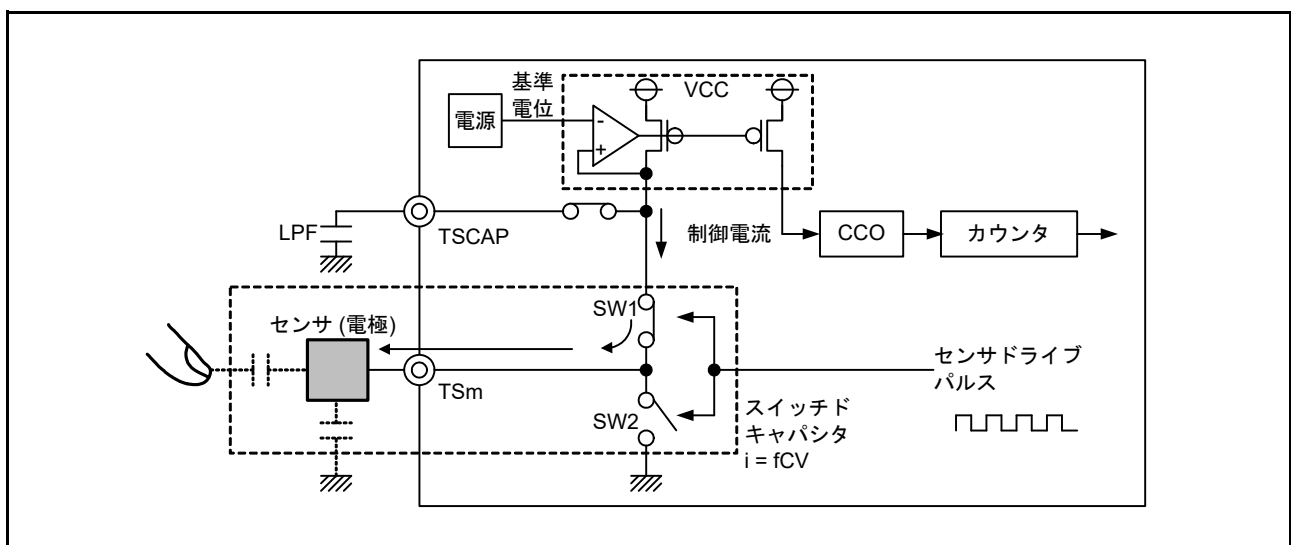 基準
電位
VCC
電源
-
+
LPF
TSCAP
制御電流
CCO
カウンタ
SW1
センサ (電極)
TSm
センサドライブ
パルス
SW2
スイッチド
キャパシタ
i = fCV